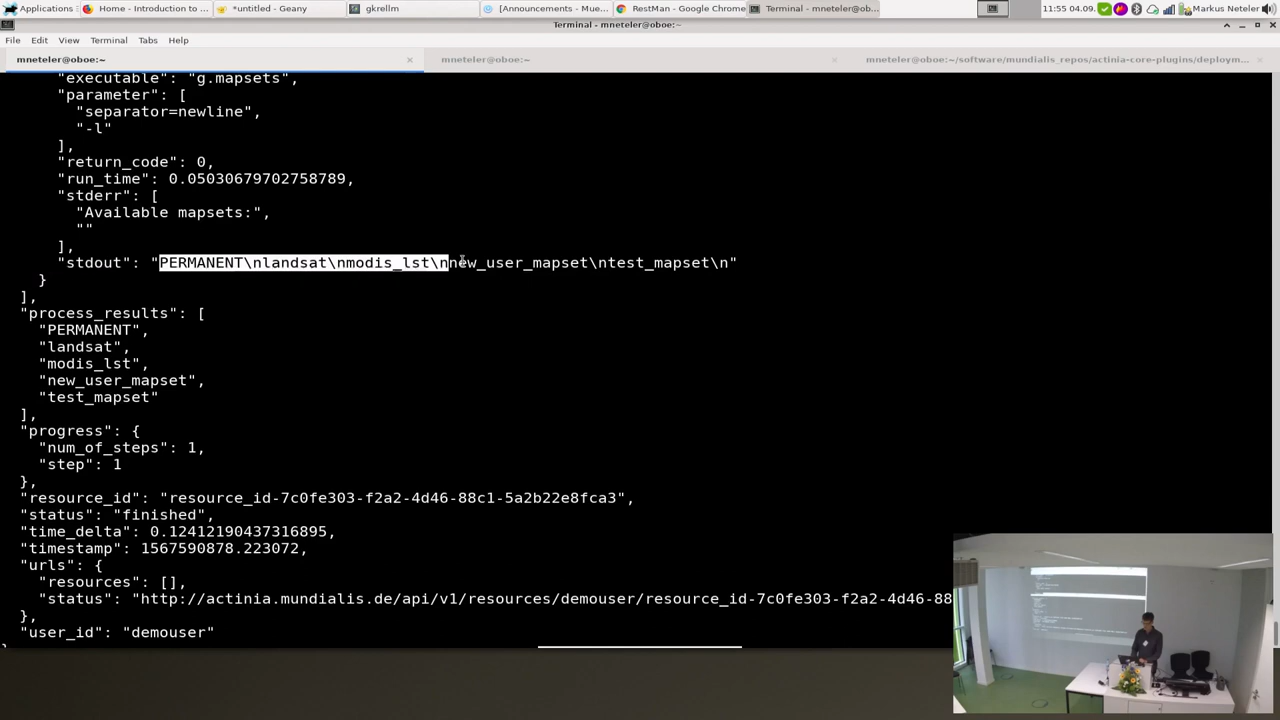 Applications
Home - Introduction to ...
*untitled - Geany
gkrellm
[Announcements - Mue...
RestMan - Google Chrome
Terminal - mneteler@ob...
11:55 04.09.
Markus Neteler
Terminal - mneteler@oboe:~
File Edit View Terminal Tabs Help
mneteler@oboe:~
mneteler@oboe:~
mneteler@oboe:~/software/mundialis_repos/actinia-core-plugins/deploym...
"executable": "g.mapsets",
"parameter": [
"separator=newline",
"-l"
],
"return_code": 0,
"run_time": 0.05030679702758789,
"stderr": [
"Available mapsets:",
""
],
"stdout": "PERMANENT\nlandsat\nmodis_lst\nnew_user_mapset\ntest_mapset\n"
}
],
"process_results": [
"PERMANENT",
"landsat",
"modis_lst",
"new_user_mapset",
"test_mapset"
],
"progress": {
"num_of_steps": 1,
"step": 1
},
"resource_id": "resource_id-7c0fe303-f2a2-4d46-88c1-5a2b22e8fca3",
"status": "finished",
"time_delta": 0.12412190437316895,
"timestamp": 1567590878.223072,
"urls": {
"resources": [],
"status": "http://actinia.mundialis.de/api/v1/resources/demouser/resource_id-7c0fe303-f2a2-4d46-88
},
"user_id": "demouser"